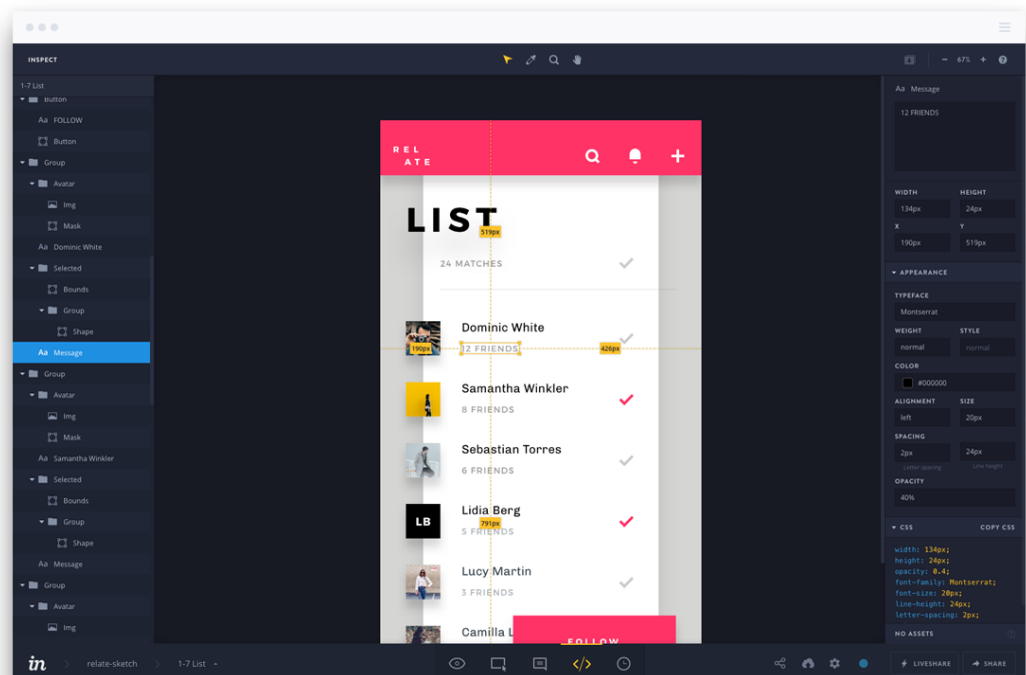 INSPECT
67%
1-7 List
Button
Aa FOLLOW
Button
Group
Avatar
Img
Mask
Aa Dominic White
Selected
Bounds
Group
Shape
Aa Message
Group
Avatar
Img
Mask
Aa Samantha Winkler
Selected
Bounds
Group
Shape
Aa Message
Group
Avatar
Img
REL
ATE
LIST
519px
24 MATCHES
Dominic White
190px
12 FRIENDS
426px
Samantha Winkler
8 FRIENDS
Sebastian Torres
6 FRIENDS
LB
Lidia Berg
791px
5 FRIENDS
Lucy Martin
3 FRIENDS
Camilla L
FOLLOW
Aa Message
12 FRIENDS
WIDTH HEIGHT
134px 24px
X Y
190px 519px
APPEARANCE
TYPEFACE
Montserrat
WEIGHT STYLE
normal normal
COLOR
#000000
ALIGNMENT SIZE
left 20px
SPACING
2px 24px
Letter spacing Line height
OPACITY
40%
CSS COPY CSS
width: 134px;
height: 24px;
opacity: 0.4;
font-family: Montserrat;
font-size: 20px;
line-height: 24px;
letter-spacing: 2px;
NO ASSETS
in relate-sketch 1-7 List
</> LIVESHARE SHARE